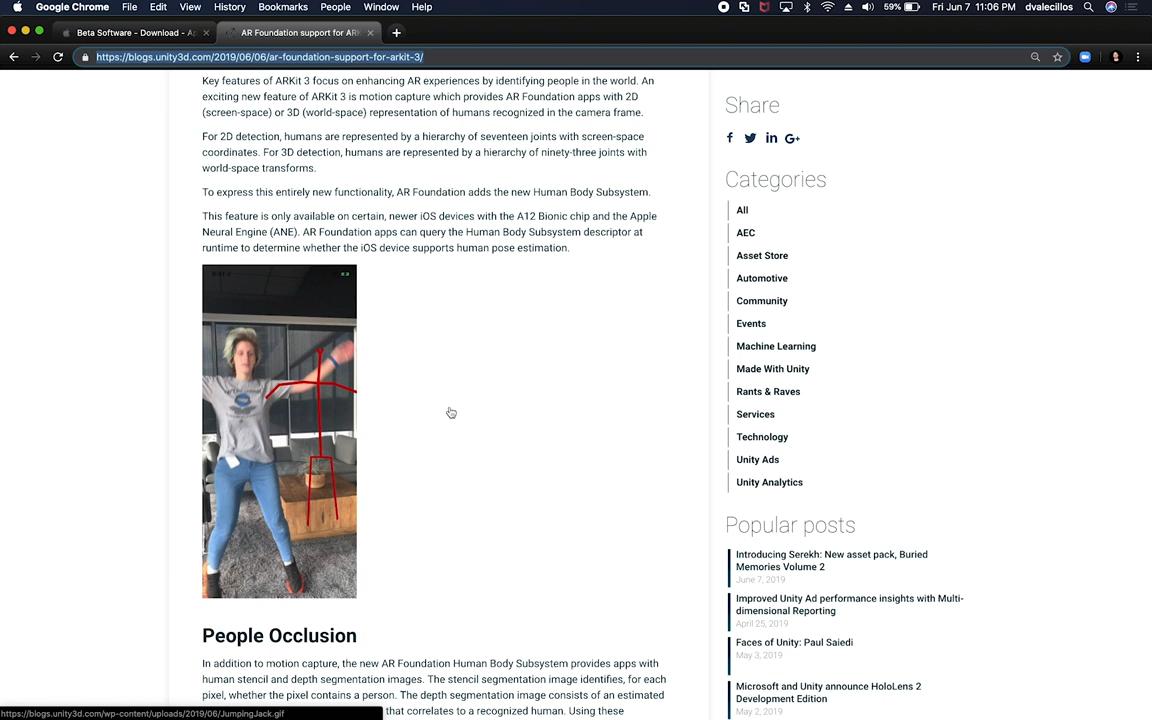 Google Chrome File Edit View History Bookmarks People Window Help
59% Fri Jun 7 11:06 PM dvalecillos
Beta Software - Download - Ap
AR Foundation support for ARK
https://blogs.unity3d.com/2019/06/06/ar-foundation-support-for-arkit-3/
Key features of ARKit 3 focus on enhancing AR experiences by identifying people in the world. An
exciting new feature of ARKit 3 is motion capture which provides AR Foundation apps with 2D
(screen-space) or 3D (world-space) representation of humans recognized in the camera frame.
For 2D detection, humans are represented by a hierarchy of seventeen joints with screen-space
coordinates. For 3D detection, humans are represented by a hierarchy of ninety-three joints with
world-space transforms.
To express this entirely new functionality, AR Foundation adds the new Human Body Subsystem.
This feature is only available on certain, newer iOS devices with the A12 Bionic chip and the Apple
Neural Engine (ANE). AR Foundation apps can query the Human Body Subsystem descriptor at
runtime to determine whether the iOS device supports human pose estimation.
People Occlusion
In addition to motion capture, the new AR Foundation Human Body Subsystem provides apps with
human stencil and depth segmentation images. The stencil segmentation image identifies, for each
pixel, whether the pixel contains a person. The depth segmentation image consists of an estimated
that correlates to a recognized human. Using these
https://blogs.unity3d.com/wp-content/uploads/2019/06/JumpingJack.gif
Share
Categories
All
AEC
Asset Store
Automotive
Community
Events
Machine Learning
Made With Unity
Rants & Raves
Services
Technology
Unity Ads
Unity Analytics
Popular posts
Introducing Serekh: New asset pack, Buried
Memories Volume 2
June 7, 2019
Improved Unity Ad performance insights with Multi-
dimensional Reporting
April 25, 2019
Faces of Unity: Paul Saiedi
May 3, 2019
Microsoft and Unity announce HoloLens 2
Development Edition
May 2, 2019